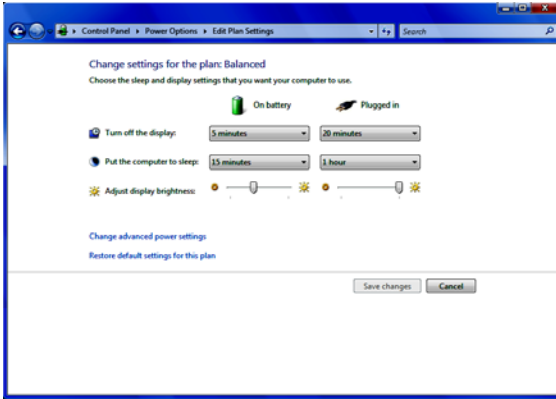 Control Panel ▸ Power Options ▸ Edit Plan Settings
Search
Change settings for the plan: Balanced
Choose the sleep and display settings that you want your computer to use.
On battery Plugged in
Turn off the display: 5 minutes 20 minutes
Put the computer to sleep: 15 minutes 1 hour
Adjust display brightness:
Change advanced power settings
Restore default settings for this plan
Save changes Cancel